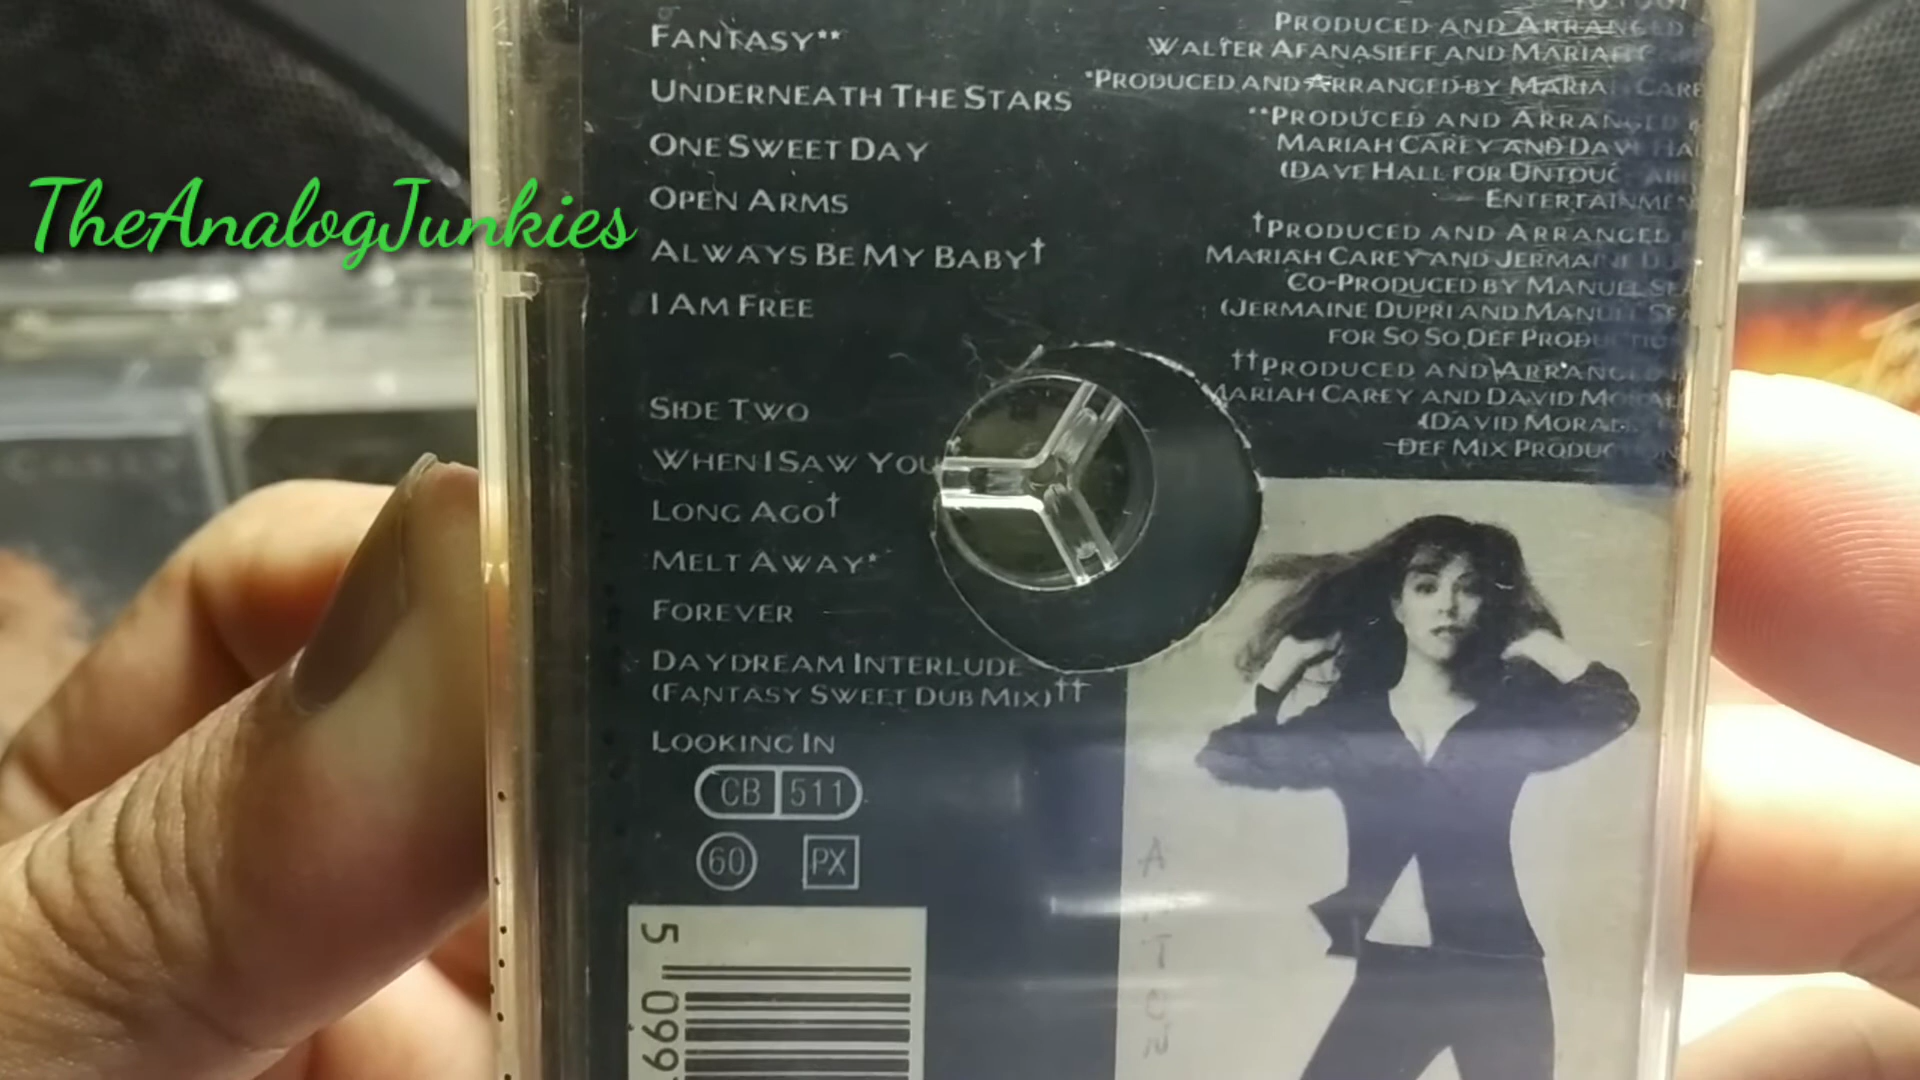 FANTASY**
UNDERNEATH THE STARS
ONE SWEET DAY
OPEN ARMS
ALWAYS BE MY BABY†
I AM FREE
SIDE TWO
WHEN I SAW YOU
LONG AGO†
MELT AWAY*
FOREVER
DAYDREAM INTERLUDE
(FANTASY SWEET DUB MIX)††
LOOKING IN
CB 511
60 PX
5 099
PRODUCED AND ARRANGED
WALTER AFANASIEFF AND MARIAH
*PRODUCED AND ARRANGED BY MARIAH
**PRODUCED AND ARRANGED
MARIAH CAREY AND DAVE
(DAVE HALL FOR
ENTERTAINMENT
†PRODUCED AND ARRANGED
MARIAH CAREY AND JERMAINE
CO-PRODUCED BY MANUEL
(JERMAINE DUPRI AND MANUEL
FOR SO SO DEF
††PRODUCED AND ARRANGED
MARIAH CAREY AND DAVID
(DAVID
DEF MIX
TheAnalogJunkies